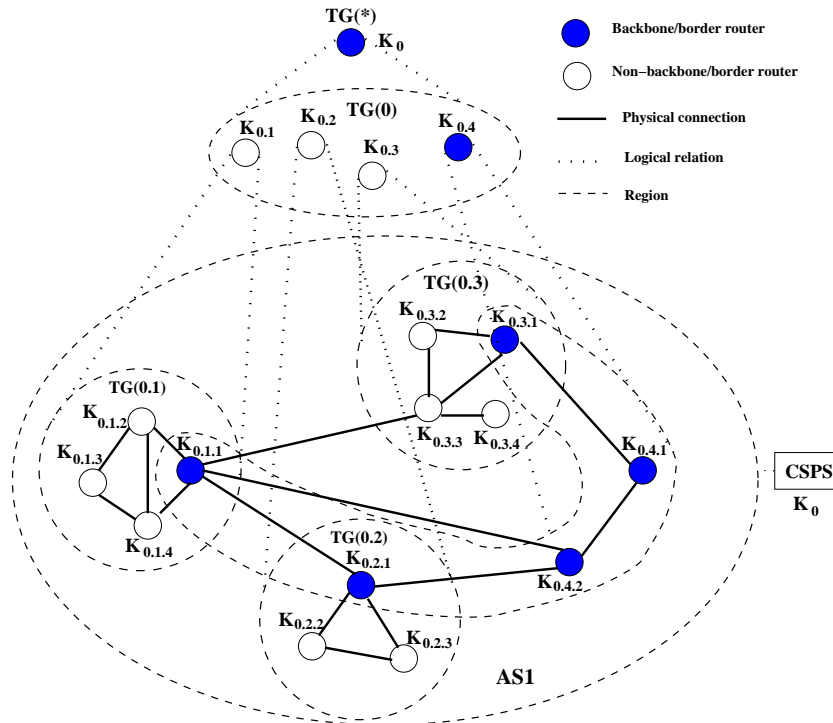 TG(*)
K0
Backbone/border router
Non-backbone/border router
Physical connection
Logical relation
Region
TG(0)
K0.1
K0.2
K0.3
K0.4
TG(0.3)
K0.3.2
K0.3.1
K0.3.3
K0.3.4
TG(0.1)
K0.1.2
K0.1.1
K0.1.3
K0.1.4
K0.4.1
CSPS
K0
TG(0.2)
K0.2.1
K0.4.2
K0.2.2
K0.2.3
AS1